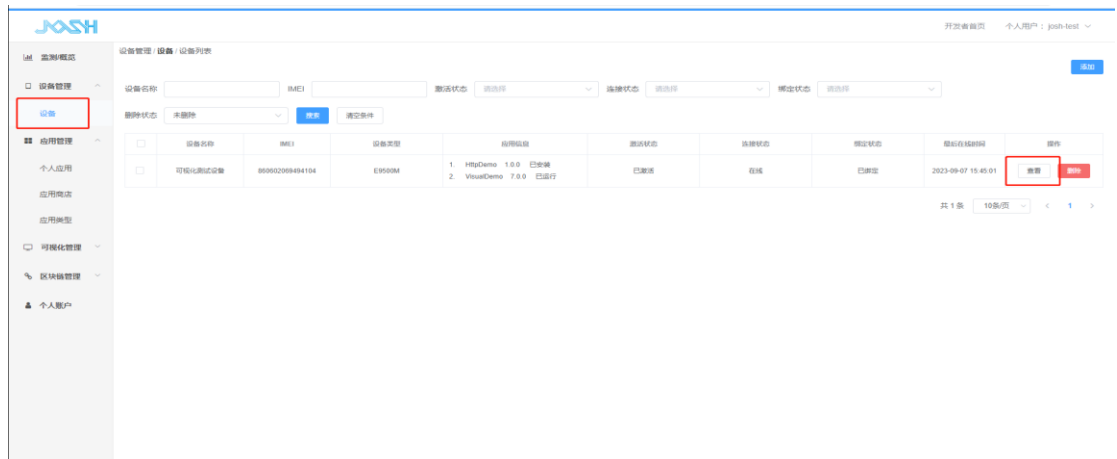 JOSH
开发者首页 个人用户：josh-test
监测概览
设备管理 / 设备 / 设备列表
添加
设备管理
设备名称 IMEI 激活状态 请选择 连接状态 请选择 绑定状态 请选择
设备
删除状态 未删除 搜索 清空条件
应用管理
设备名称 IMEI 设备类型 应用信息 激活状态 连接状态 绑定状态 最后在线时间 操作
个人应用
可视化测试设备 E9500M 1. HttpDemo 1.0.0 已安装 已激活 在线 已绑定 2023-09-07 15:45:01 查看 删除
2. VisualDemo 7.0.0 已运行
应用商店
共 1 条 10条/页 < 1 >
应用类型
可视化管理
区块链管理
个人账户